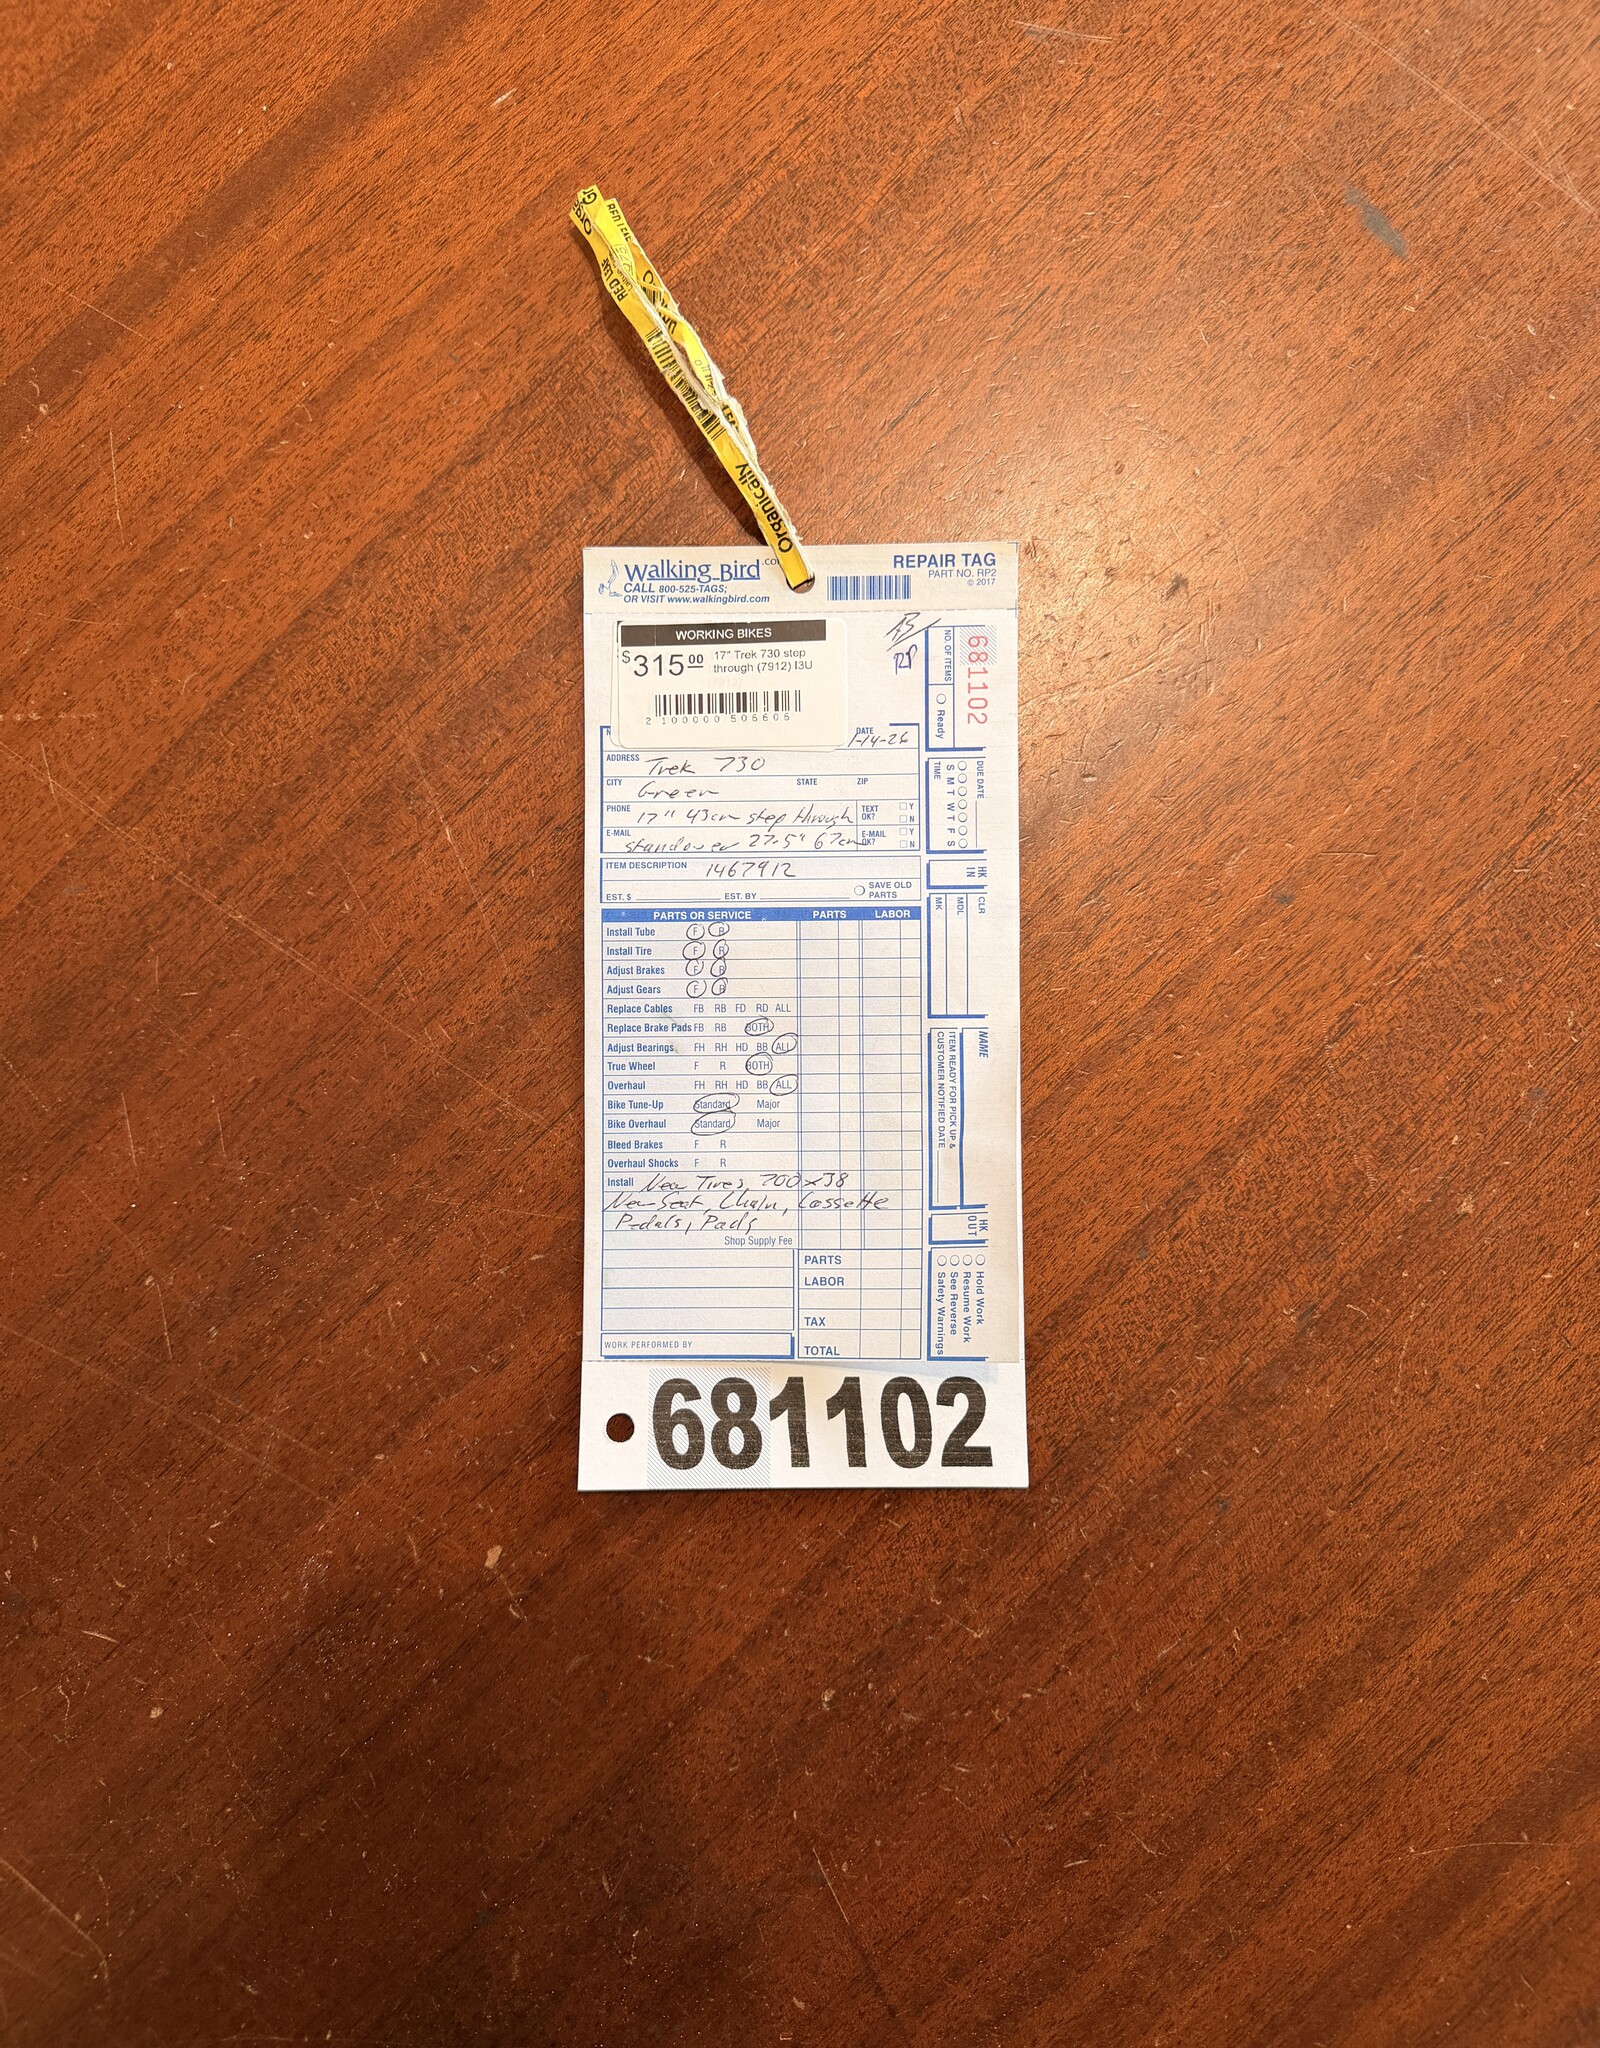 RED LEAF
Organically
Walking Bird.com
CALL 800-525-TAGS;
OR VISIT www.walkingbird.com
REPAIR TAG
PART NO. RP2
© 2017
WORKING BIKES
$315.00 17" Trek 730 step
through (7912) I3U
2 100000 506605
RP
681102
NO. OF ITEMS
Ready
DATE 1-14-26
ADDRESS Trek 730
CITY Green STATE ZIP
PHONE 17" 43cm step through TEXT OK? Y N
E-MAIL standover 27.5" 67cm E-MAIL OK? Y N
ITEM DESCRIPTION 1467912
EST. $ EST. BY SAVE OLD PARTS
DUE DATE
S M T W T F S
TIME
HK IN
CLR
MDL
MK
PARTS OR SERVICE PARTS LABOR
Install Tube F R
Install Tire F R
Adjust Brakes F R
Adjust Gears F R
Replace Cables FB RB FD RD ALL
Replace Brake Pads FB RB BOTH
Adjust Bearings FH RH HD BB ALL
True Wheel F R BOTH
Overhaul FH RH HD BB ALL
Bike Tune-Up Standard Major
Bike Overhaul Standard Major
Bleed Brakes F R
Overhaul Shocks F R
Install New Tires, 700x38
New Seat, Chain, Cassette
Pedals, Pads
Shop Supply Fee
PARTS
LABOR
TAX
TOTAL
WORK PERFORMED BY
NAME
ITEM READY FOR PICK UP &
CUSTOMER NOTIFIED DATE
HK OUT
Hold Work
Resume Work
See Reverse
Safety Warnings
681102